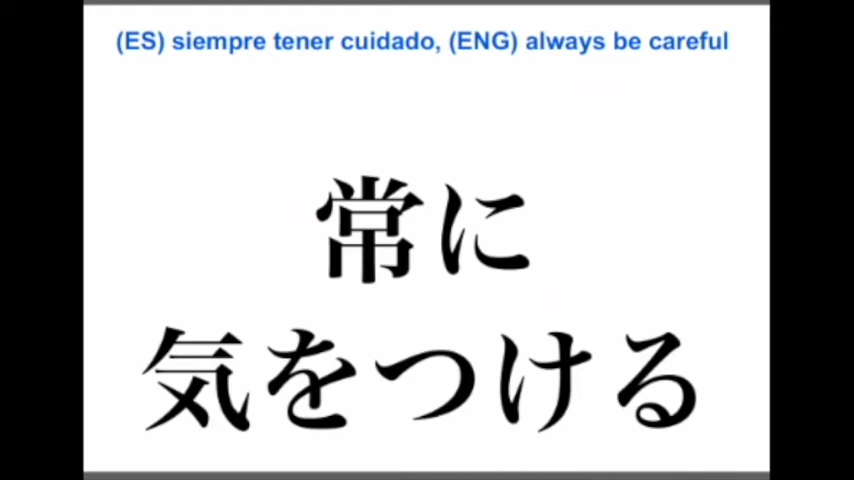 (ES) siempre tener cuidado, (ENG) always be careful
常に
気をつける